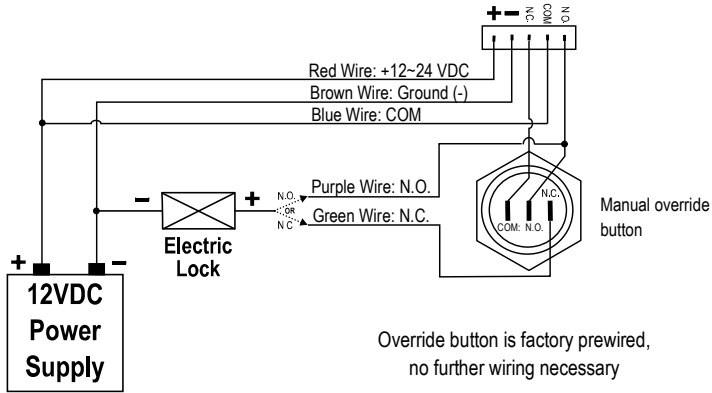 + − N.C. COM N.O.
Red Wire: +12~24 VDC
Brown Wire: Ground (-)
Blue Wire: COM
− + N.O. Purple Wire: N.O.
OR
N C Green Wire: N.C.
Electric
Lock
N.C.
COM: N.O.
Manual override
button
+ −
12VDC
Power
Supply
Override button is factory prewired,
no further wiring necessary